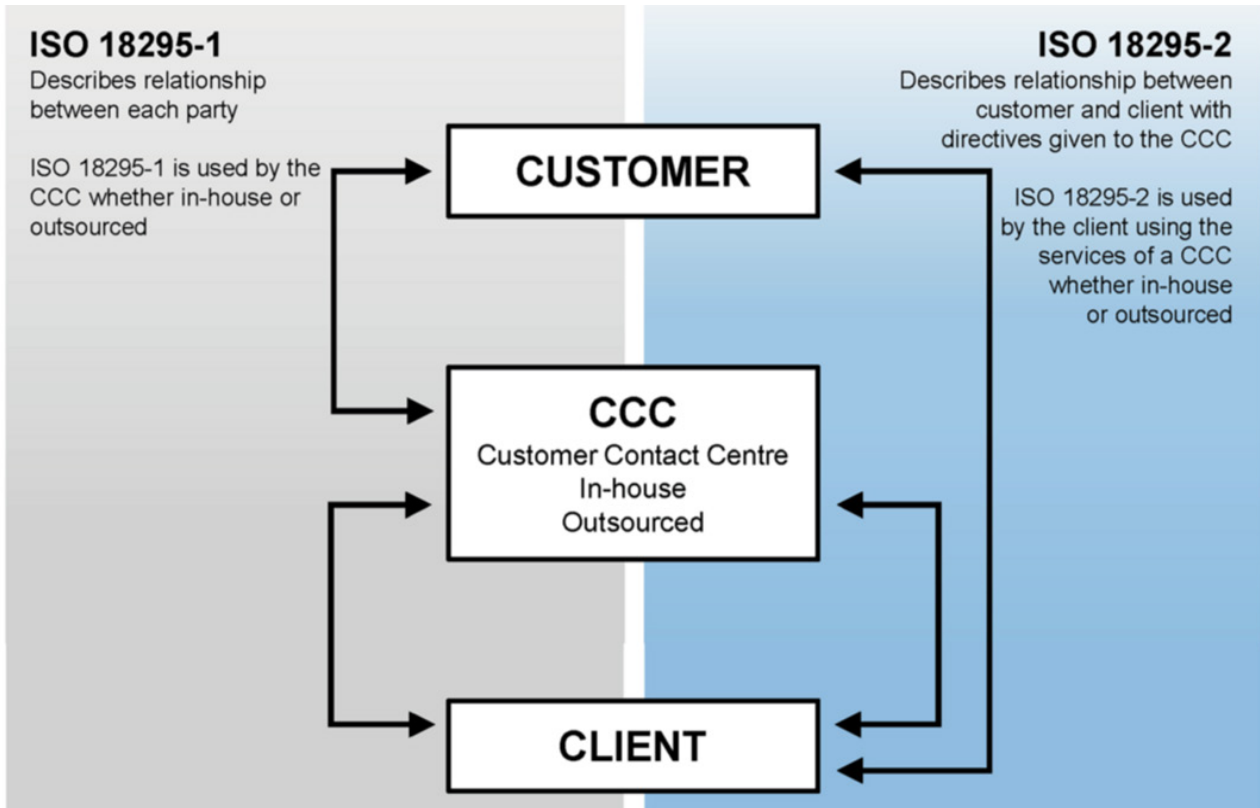 ISO 18295-1
Describes relationship
between each party
ISO 18295-1 is used by the
CCC whether in-house or
outsourced
ISO 18295-2
Describes relationship between
customer and client with
directives given to the CCC
ISO 18295-2 is used
by the client using the
services of a CCC
whether in-house
or outsourced
CUSTOMER
CCC
Customer Contact Centre
In-house
Outsourced
CLIENT